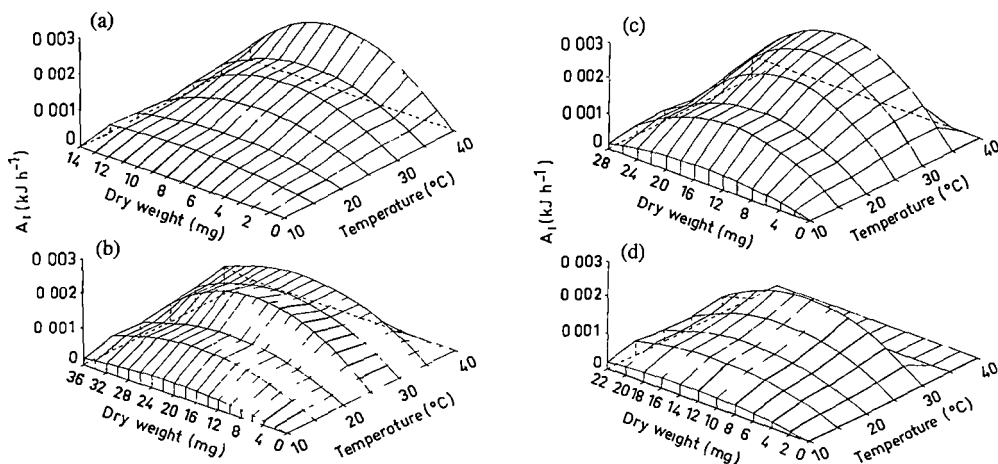 (a)
0 003
0 002
0 001
0
14 12 10 8 6 4 2 0
Dry weight (mg)
10 20 30 40
Temperature (°C)
A₁ (kJ h⁻¹)
(c)
0 003
0 002
0 001
0
28 24 20 16 12 8 4 0
Dry weight (mg)
10 20 30 40
Temperature (°C)
A₁ (kJ h⁻¹)
(b)
0 003
0 002
0 001
0
36 32 28 24 20 16 12 8 4 0
Dry weight (mg)
10 20 30 40
Temperature (°C)
(d)
0 003
0 002
0 001
0
22 20 18 16 14 12 10 8 6 4 2 0
Dry weight (mg)
10 20 30 40
Temperature (°C)